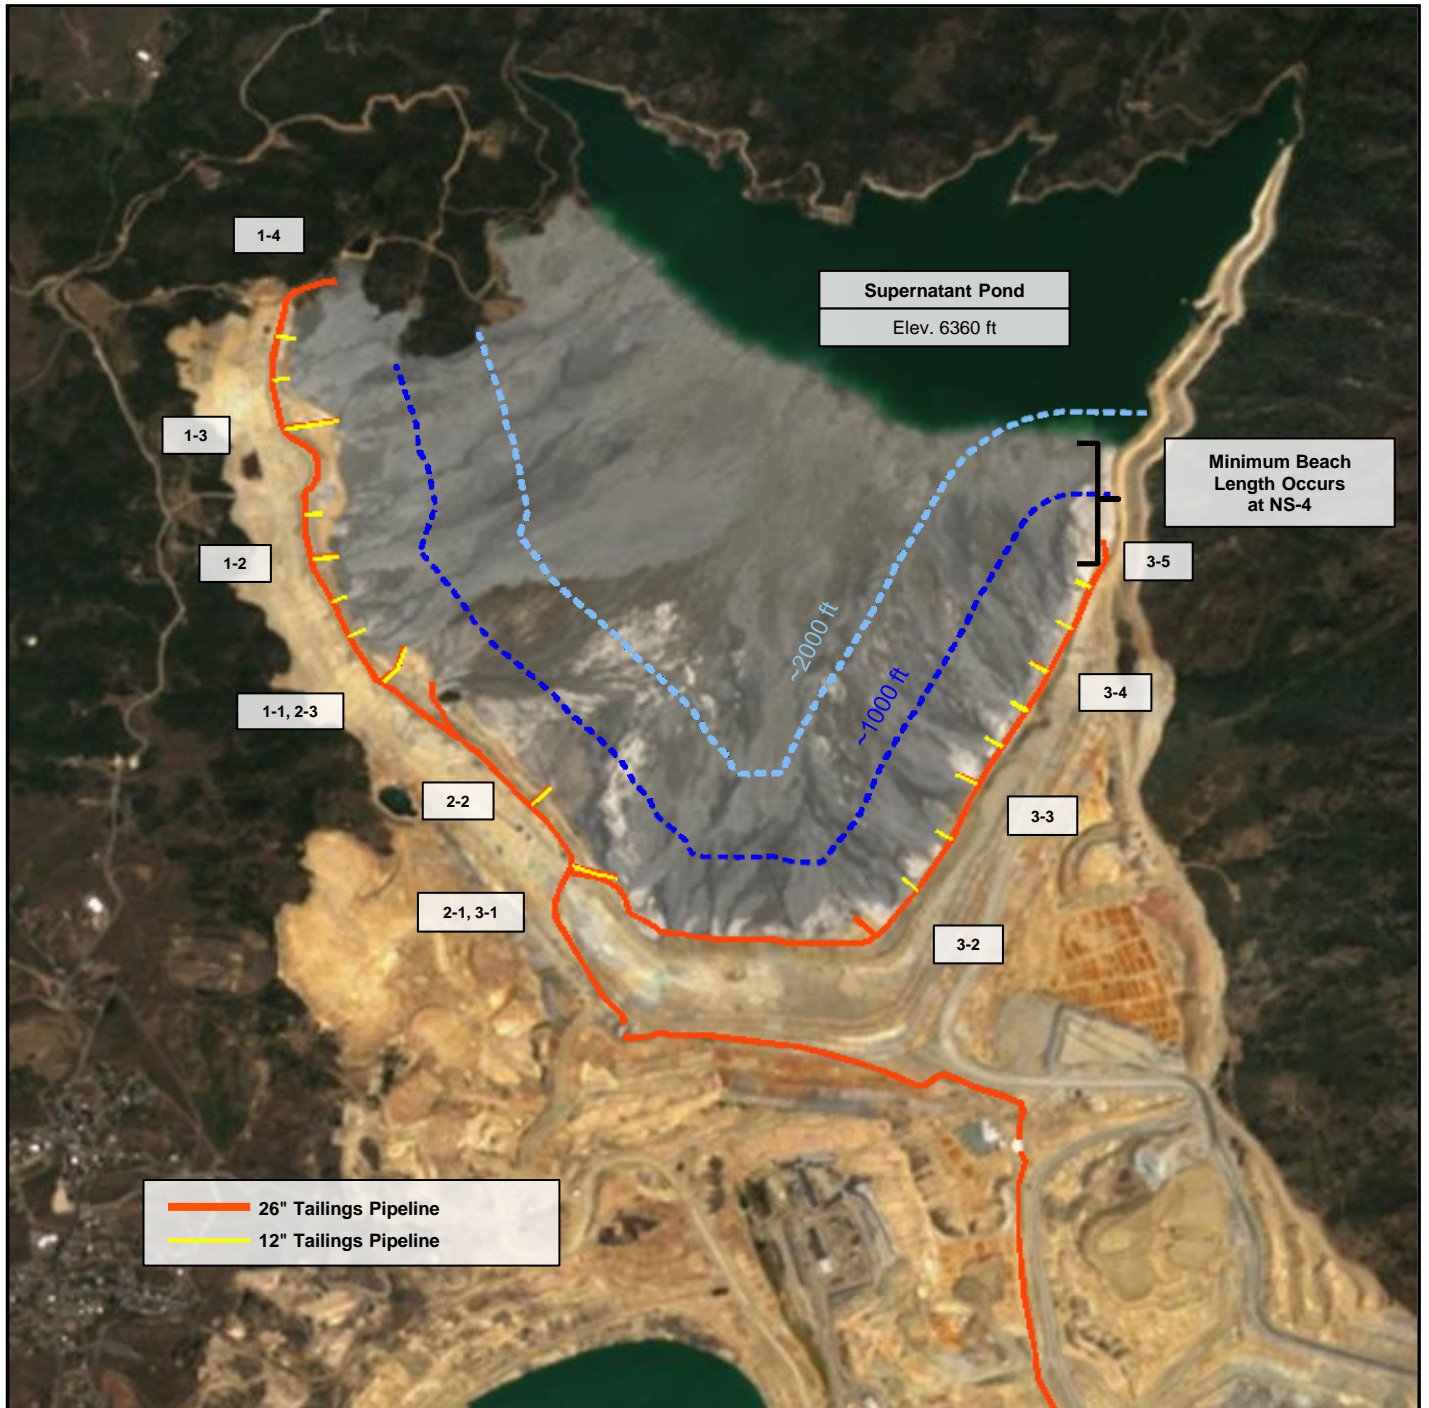 1-4
Supernatant Pond
Elev. 6360 ft
1-3
Minimum Beach
Length Occurs
at NS-4
1-2
3-5
~2000 ft
~1000 ft
3-4
1-1, 2-3
2-2
3-3
2-1, 3-1
3-2
26" Tailings Pipeline
12" Tailings Pipeline